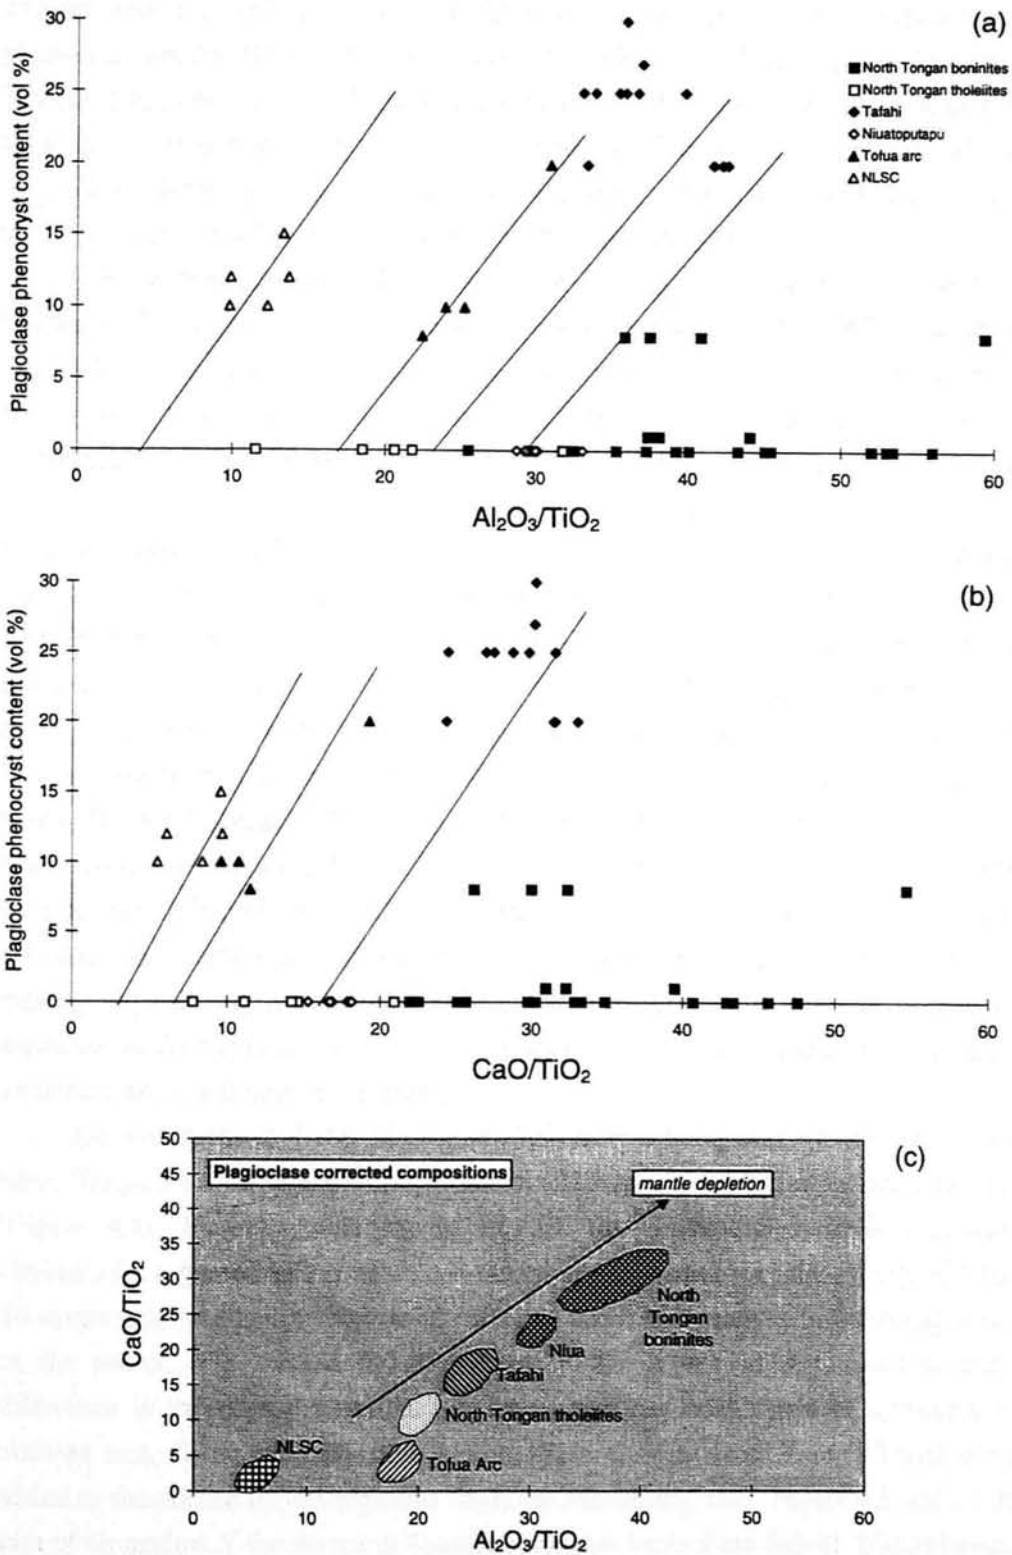 (a)
Plagioclase phenocryst content (vol %)
30
25
20
15
10
5
0
0
10
20
30
40
50
60
Al₂O₃/TiO₂
North Tongan boninites
North Tongan tholeiites
Tafahi
Niuatoputapu
Tofua arc
NLSC
(b)
Plagioclase phenocryst content (vol %)
30
25
20
15
10
5
0
0
10
20
30
40
50
60
CaO/TiO₂
(c)
CaO/TiO₂
50
45
40
35
30
25
20
15
10
5
0
Plagioclase corrected compositions
mantle depletion
North
Tongan
boninites
Niua
Tafahi
North Tongan tholeiites
NLSC
Tofua Arc
0
10
20
30
40
50
60
Al₂O₃/TiO₂